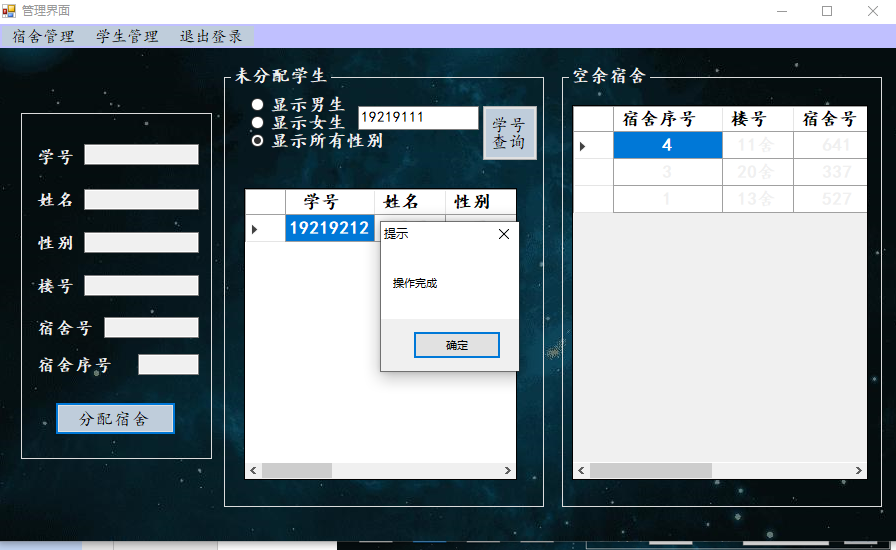 管理界面
宿舍管理 学生管理 退出登录
学号
姓名
性别
楼号
宿舍号
宿舍序号
分配宿舍
未分配学生
显示男生
显示女生
显示所有性别
19219111
学号
查询
学号 姓名 性别
19219212
提示
操作完成
确定
空余宿舍
宿舍序号 楼号 宿舍号
4 11舍 641
3 20舍 337
1 13舍 527